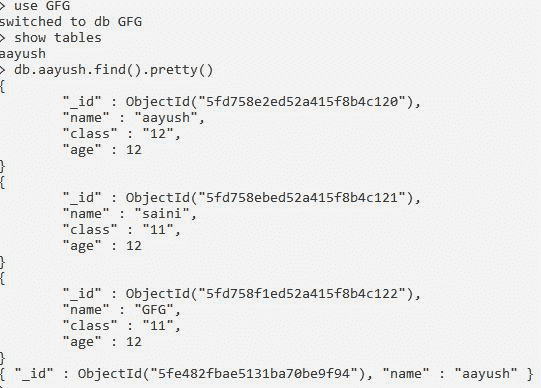 > use GFG
switched to db GFG
> show tables
aayush
> db.aayush.find().pretty()
{
        "_id" : ObjectId("5fd758e2ed52a415f8b4c120"),
        "name" : "aayush",
        "class" : "12",
        "age" : 12
}
{
        "_id" : ObjectId("5fd758ebed52a415f8b4c121"),
        "name" : "saini",
        "class" : "11",
        "age" : 12
}
{
        "_id" : ObjectId("5fd758f1ed52a415f8b4c122"),
        "name" : "GFG",
        "class" : "11",
        "age" : 12
}
{ "_id" : ObjectId("5fe482fbae5131ba70be9f94"), "name" : "aayush" }